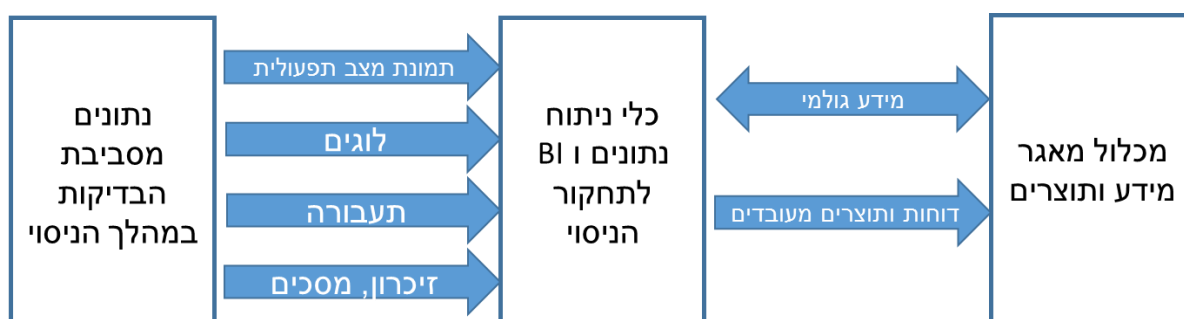 נתונים
מסביבת
הבדיקות
במהלך הניסוי
תמונת מצב תפעולית
לוגים
תעבורה
זיכרון, מסכים
כלי ניתוח
נתונים ו BI
לתחקור
הניסוי
מידע גולמי
דוחות ותוצרים מעובדים
מכלול מאגר
מידע ותוצרים